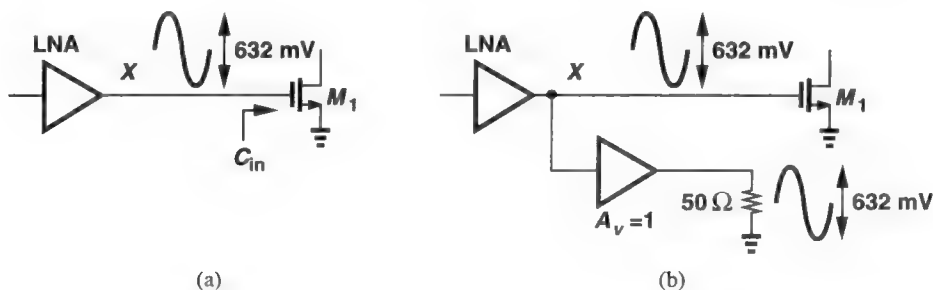 LNA
X
632 mV
M1
Cin
(a)
LNA
X
632 mV
M1
Av=1
50 Ω
632 mV
(b)